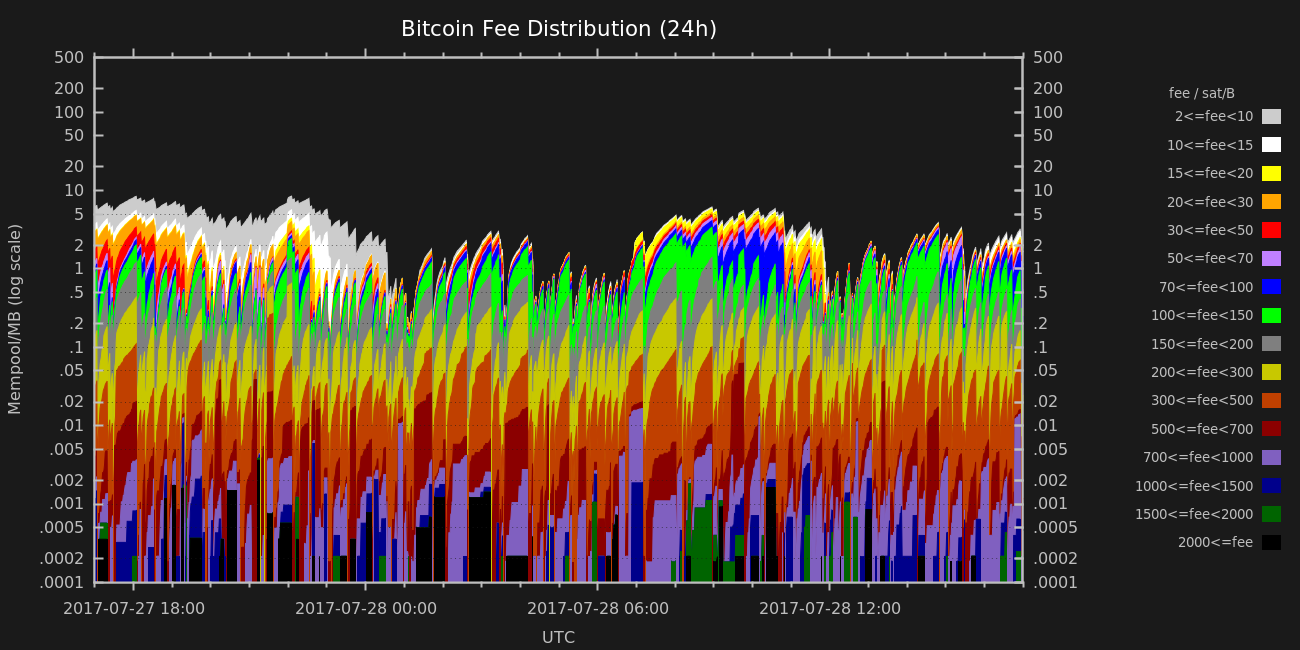 Bitcoin Fee Distribution (24h)
Mempool/MB (log scale)
500
200
100
50
20
10
5
2
1
.5
.2
.1
.05
.02
.01
.005
.002
.001
.0005
.0002
.0001
500
200
100
50
20
10
5
2
1
.5
.2
.1
.05
.02
.01
.005
.002
.001
.0005
.0002
.0001
2017-07-27 18:00
2017-07-28 00:00
2017-07-28 06:00
2017-07-28 12:00
UTC
fee / sat/B
2<=fee<10
10<=fee<15
15<=fee<20
20<=fee<30
30<=fee<50
50<=fee<70
70<=fee<100
100<=fee<150
150<=fee<200
200<=fee<300
300<=fee<500
500<=fee<700
700<=fee<1000
1000<=fee<1500
1500<=fee<2000
2000<=fee